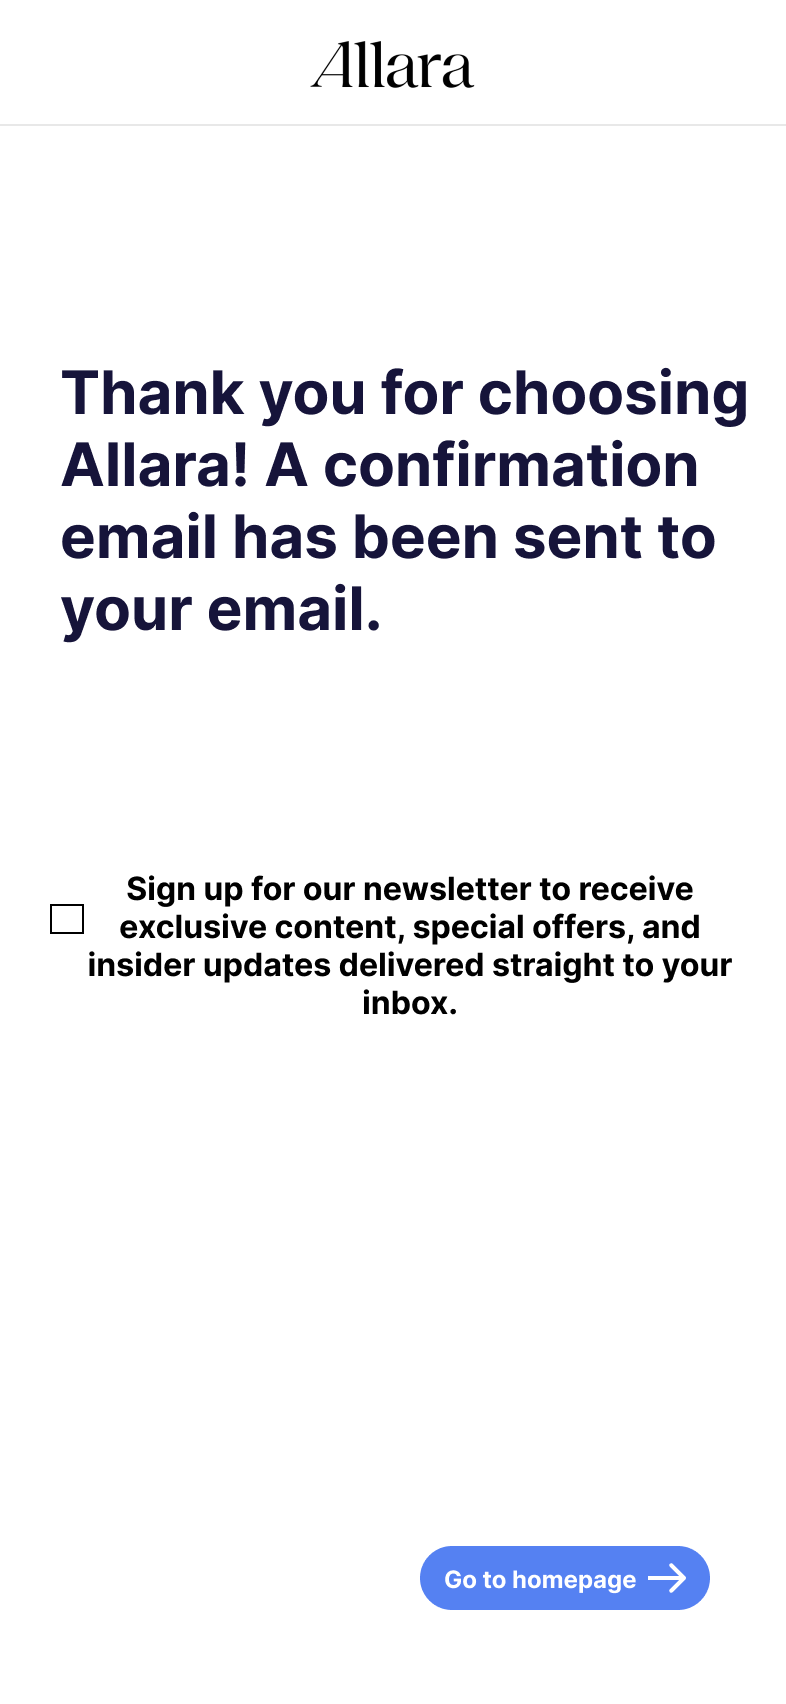 Allara
Thank you for choosing
Allara! A confirmation
email has been sent to
your email.
Sign up for our newsletter to receive
exclusive content, special offers, and
insider updates delivered straight to your
inbox.
Go to homepage